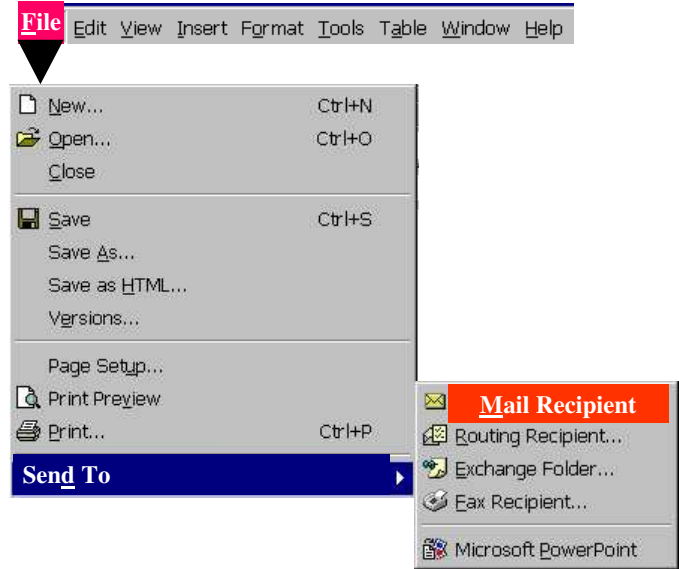 File Edit View Insert Format Tools Table Window Help
New... Ctrl+N
Open... Ctrl+O
Close
Save Ctrl+S
Save As...
Save as HTML...
Versions...
Page Setup...
Print Preview
Print... Ctrl+P
Send To
Mail Recipient
Routing Recipient...
Exchange Folder...
Fax Recipient...
Microsoft PowerPoint